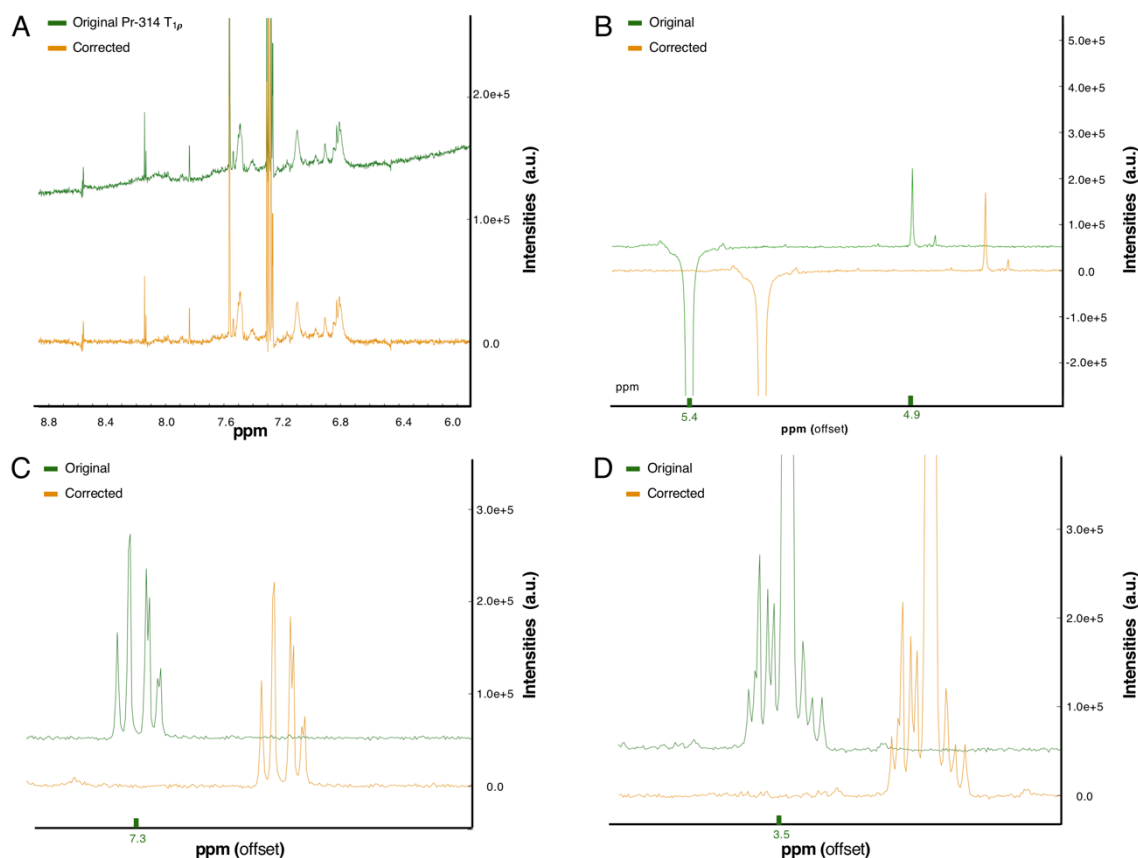 A
Original Pr-314 T1ρ
Corrected
2.0e+5
1.0e+5
0.0
Intensities (a.u.)
8.8 8.4 8.0 7.6 7.2 6.8 6.4 6.0
ppm
B
Original
Corrected
5.0e+5
4.0e+5
3.0e+5
2.0e+5
1.0e+5
0.0
-1.0e+5
-2.0e+5
Intensities (a.u.)
ppm
5.4 4.9
ppm (offset)
C
Original
Corrected
3.0e+5
2.0e+5
1.0e+5
0.0
Intensities (a.u.)
7.3
ppm (offset)
D
Original
Corrected
3.0e+5
2.0e+5
1.0e+5
0.0
Intensities (a.u.)
3.5
ppm (offset)